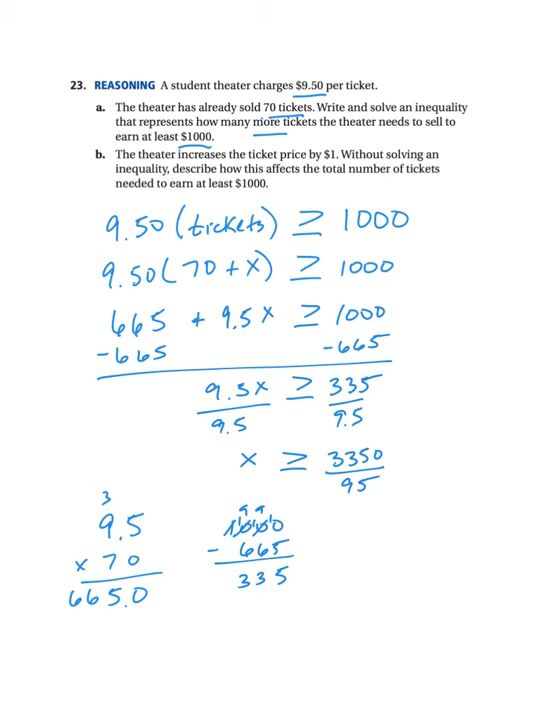 23. REASONING A student theater charges $9.50 per ticket.
a. The theater has already sold 70 tickets. Write and solve an inequality
that represents how many more tickets the theater needs to sell to
earn at least $1000.
b. The theater increases the ticket price by $1. Without solving an
inequality, describe how this affects the total number of tickets
needed to earn at least $1000.
9.50 (tickets) ≥ 1000
9.50 (70 + x) ≥ 1000
665 + 9.5x ≥ 1000
-665 -665
9.5x ≥ 335
9.5 9.5
x ≥ 3350
95
3
9.5
x 70
665.0
9 9
1000
- 665
335